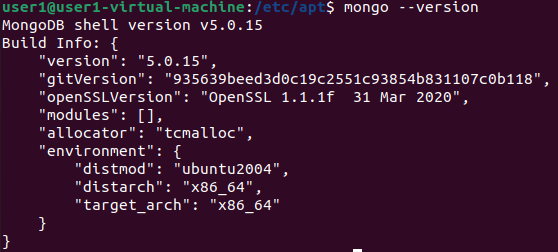 user1@user1-virtual-machine:/etc/apt$ mongo --version
MongoDB shell version v5.0.15
Build Info: {
    "version": "5.0.15",
    "gitVersion": "935639beed3d0c19c2551c93854b831107c0b118",
    "openSSLVersion": "OpenSSL 1.1.1f  31 Mar 2020",
    "modules": [],
    "allocator": "tcmalloc",
    "environment": {
        "distmod": "ubuntu2004",
        "distarch": "x86_64",
        "target_arch": "x86_64"
    }
}